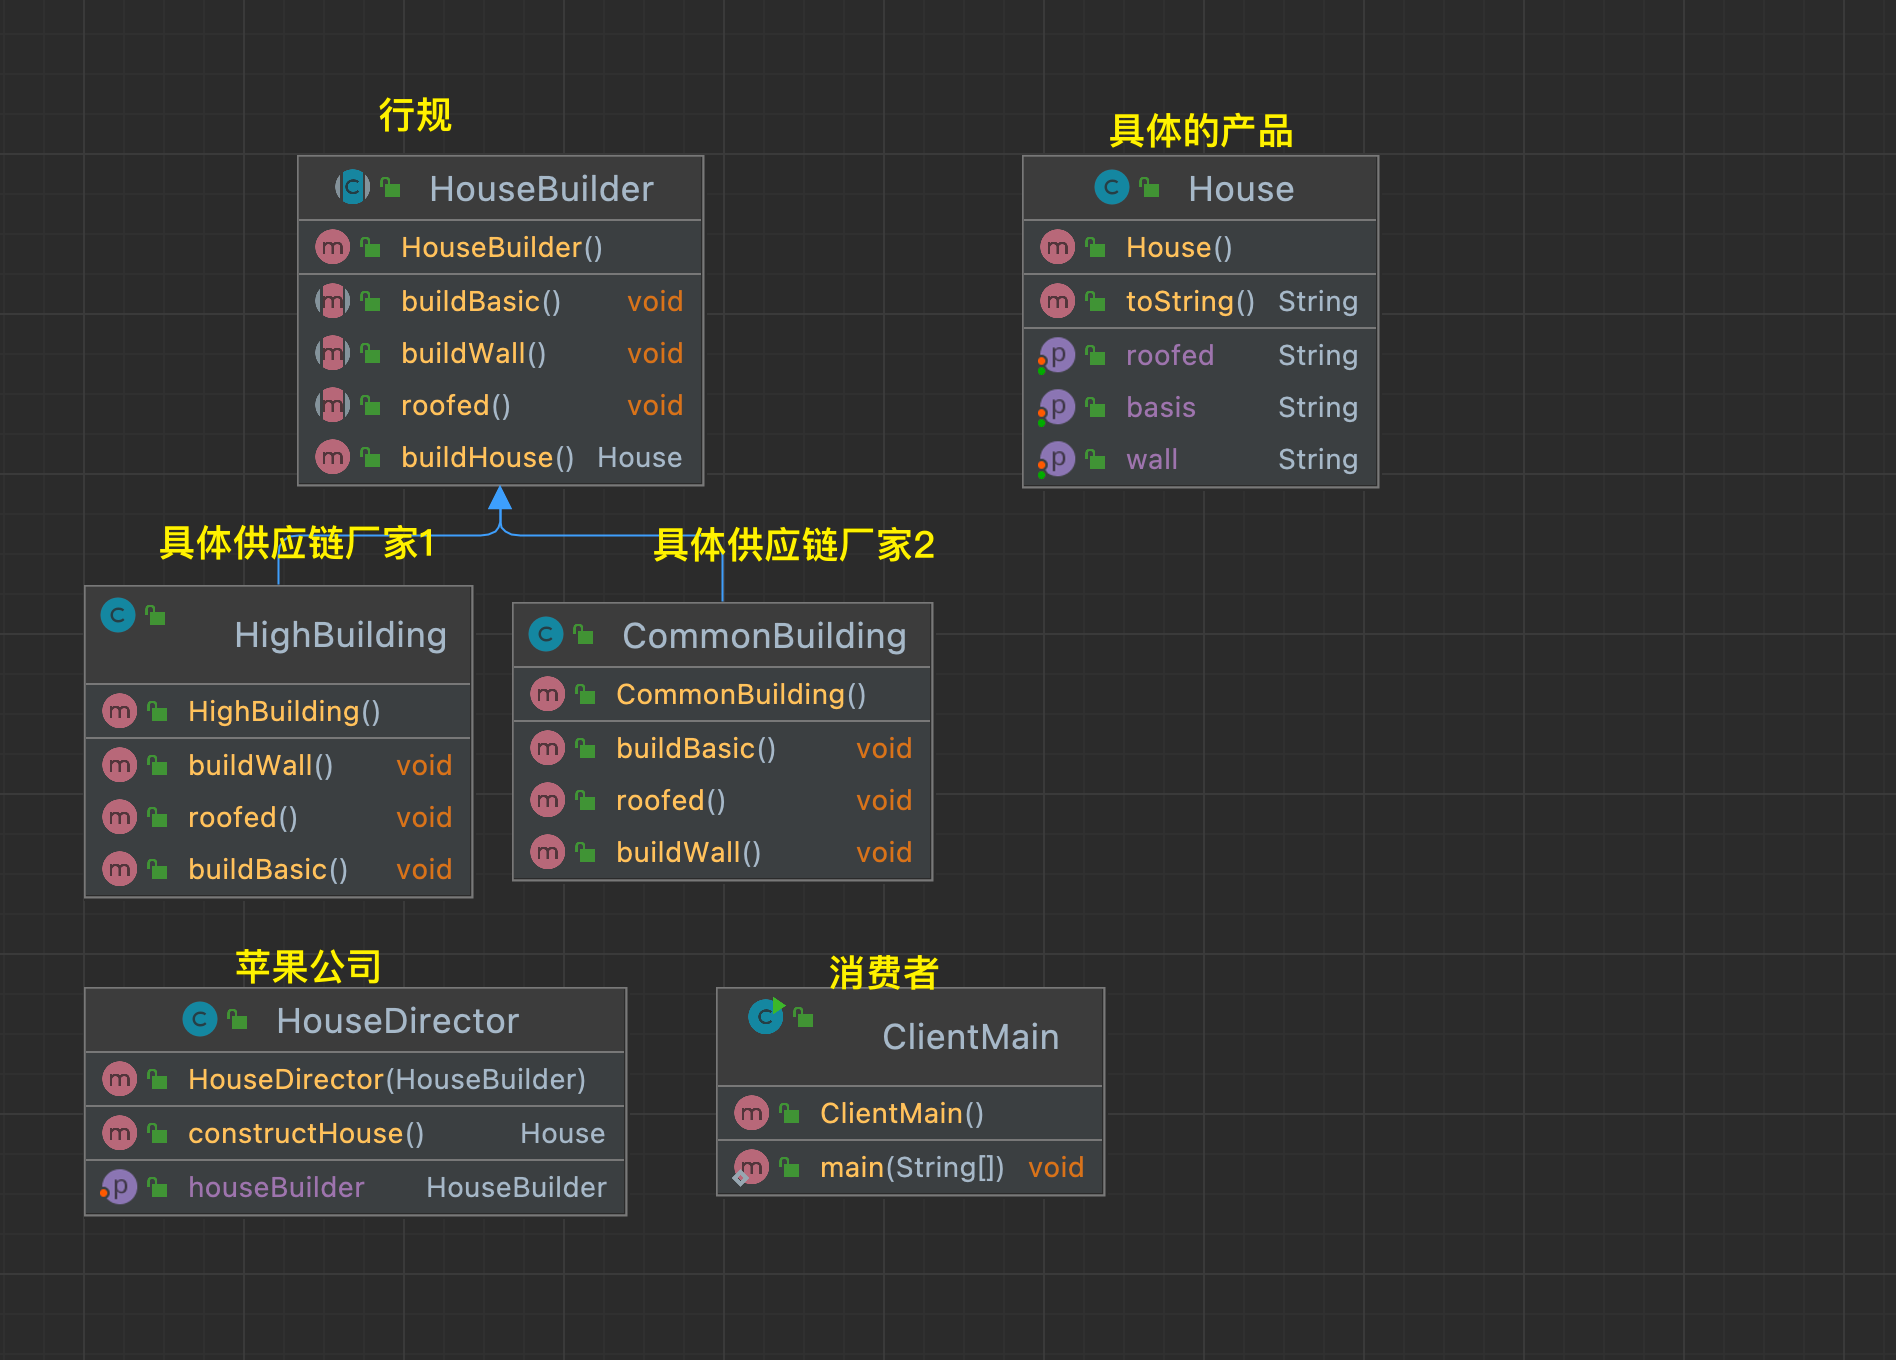 行规
HouseBuilder
HouseBuilder()
buildBasic() void
buildWall() void
roofed() void
buildHouse() House
具体的产品
House
House()
toString() String
roofed String
basis String
wall String
具体供应链厂家1
HighBuilding
HighBuilding()
buildWall() void
roofed() void
buildBasic() void
具体供应链厂家2
CommonBuilding
CommonBuilding()
buildBasic() void
roofed() void
buildWall() void
苹果公司
HouseDirector
HouseDirector(HouseBuilder)
constructHouse() House
houseBuilder HouseBuilder
消费者
ClientMain
ClientMain()
main(String[]) void